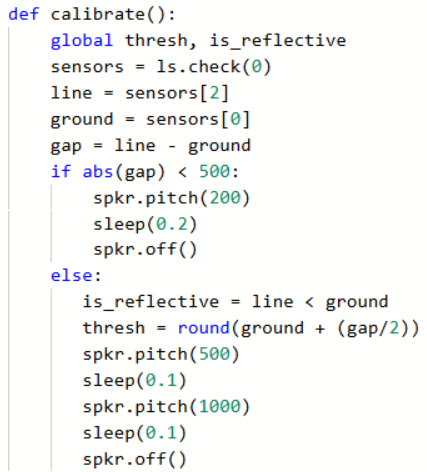 def calibrate():
    global thresh, is_reflective
    sensors = ls.check(0)
    line = sensors[2]
    ground = sensors[0]
    gap = line - ground
    if abs(gap) < 500:
        spkr.pitch(200)
        sleep(0.2)
        spkr.off()
    else:
       is_reflective = line < ground
       thresh = round(ground + (gap/2))
       spkr.pitch(500)
       sleep(0.1)
       spkr.pitch(1000)
       sleep(0.1)
       spkr.off()